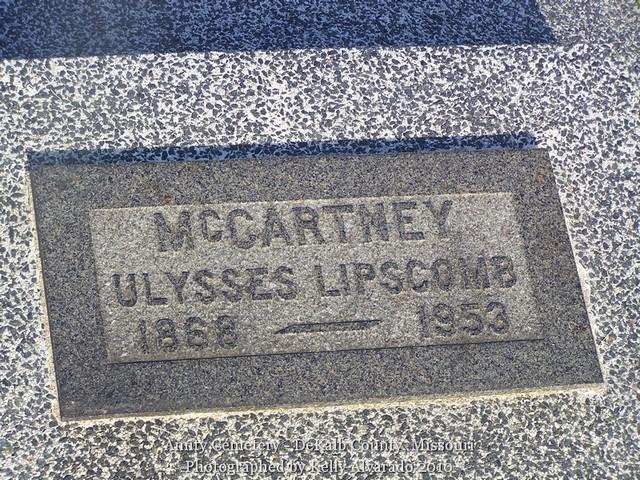 McCARTNEY
ULYSSES LIPSCOMB
1868 — 1953
Amity Cemetery - DeKalb County, Missouri
Photographed by Kelly Alvarado 2010